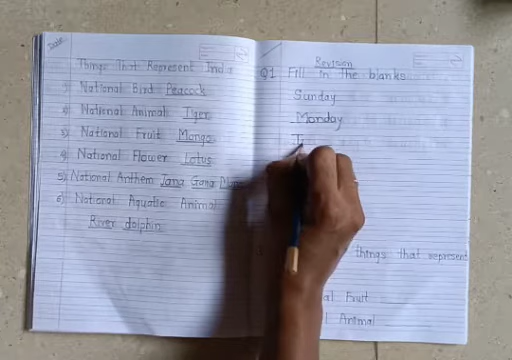 Date
Things That Represent India
1) National Bird Peacock
2) National Animal Tiger
3) National Fruit Mango
4) National Flower Lotus
5) National Anthem Jana Gana Mana
6) National Aquatic Animal
River dolphin
Revision
Q1 Fill in The blanks
Sunday
Monday
T
things that represent
al Fruit
l Animal